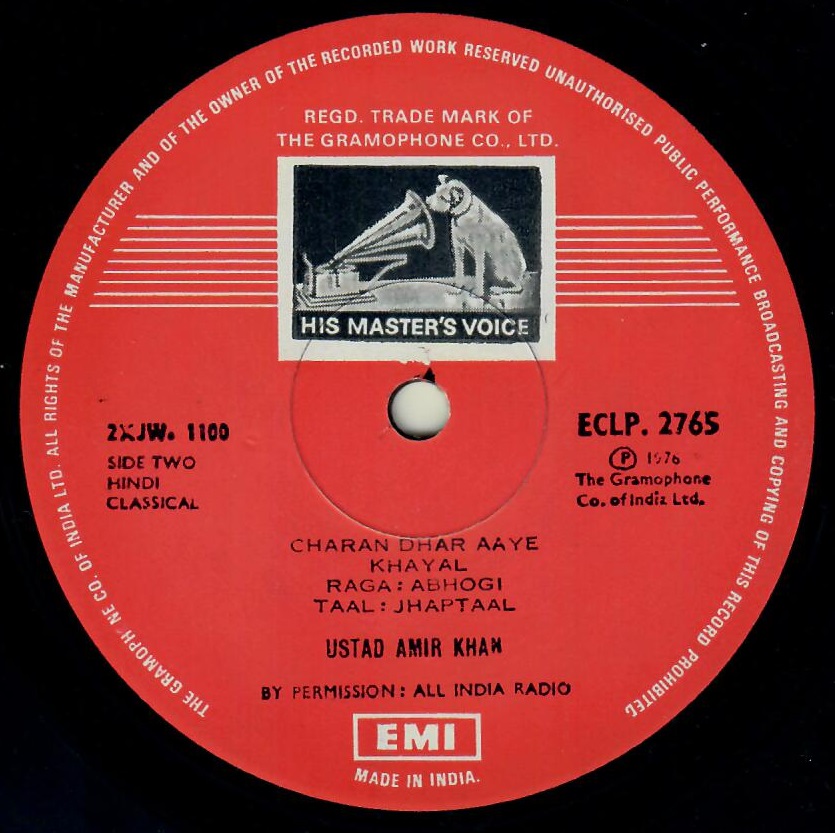 THE GRAMOPH NE CO. OF INDIA LTD. ALL RIGHTS OF THE MANUFACTURER AND OF THE OWNER OF THE RECORDED WORK RESERVED UNAUTHORISED PUBLIC PERFORMANCE BROADCASTING AND COPYING OF THIS RECORD PROHIBITED
REGD. TRADE MARK OF
THE GRAMOPHONE CO., LTD.
HIS MASTER'S VOICE
2XJW. 1100
SIDE TWO
HINDI
CLASSICAL
ECLP. 2765
Ⓟ 1976
The Gramophone
Co. of India Ltd.
CHARAN DHAR AAYE
KHAYAL
RAGA : ABHOGI
TAAL : JHAPTAAL
USTAD AMIR KHAN
BY PERMISSION : ALL INDIA RADIO
EMI
MADE IN INDIA.